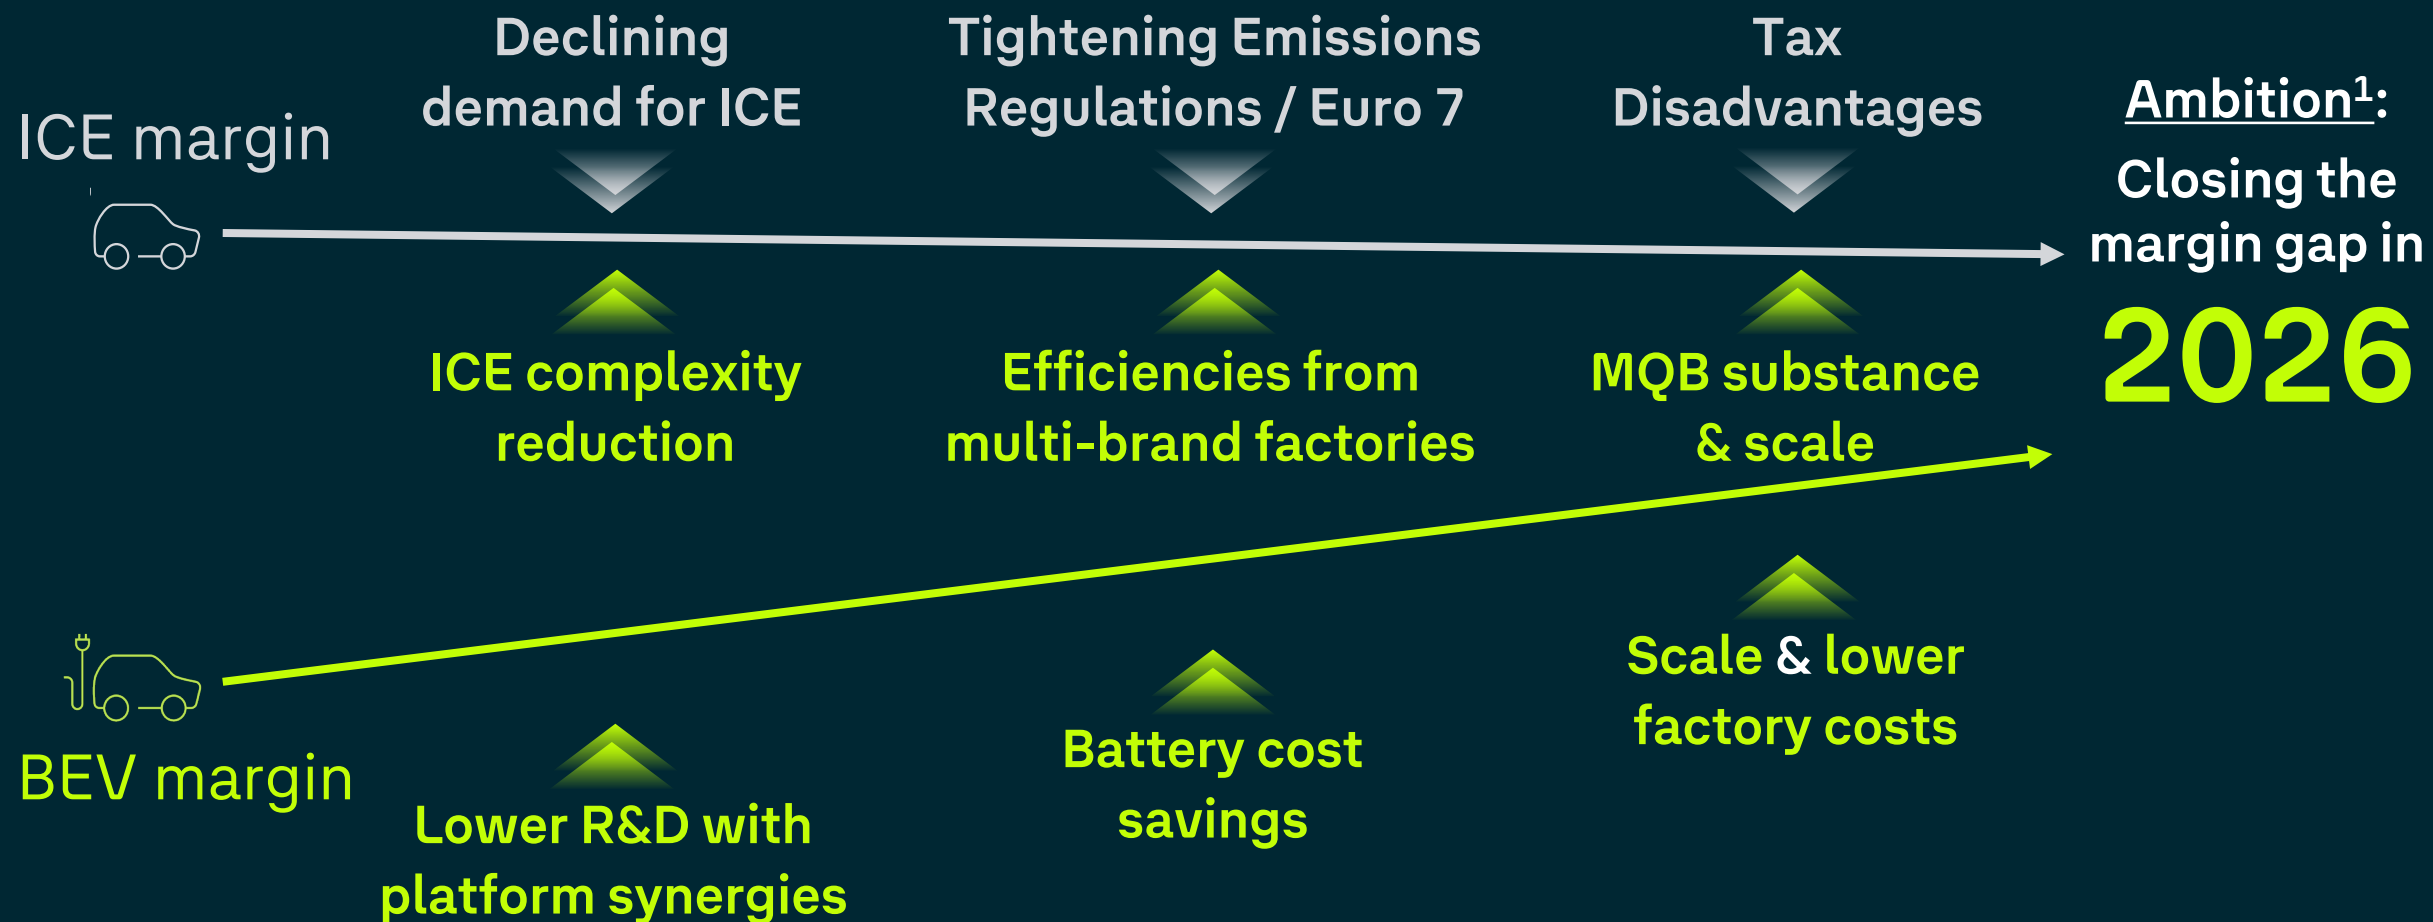 Declining
demand for ICE
Tightening Emissions
Regulations / Euro 7
Tax
Disadvantages
ICE margin
ICE complexity
reduction
Efficiencies from
multi-brand factories
MQB substance
& scale
Ambition¹:
Closing the
margin gap in
2026
BEV margin
Lower R&D with
platform synergies
Battery cost
savings
Scale & lower
factory costs